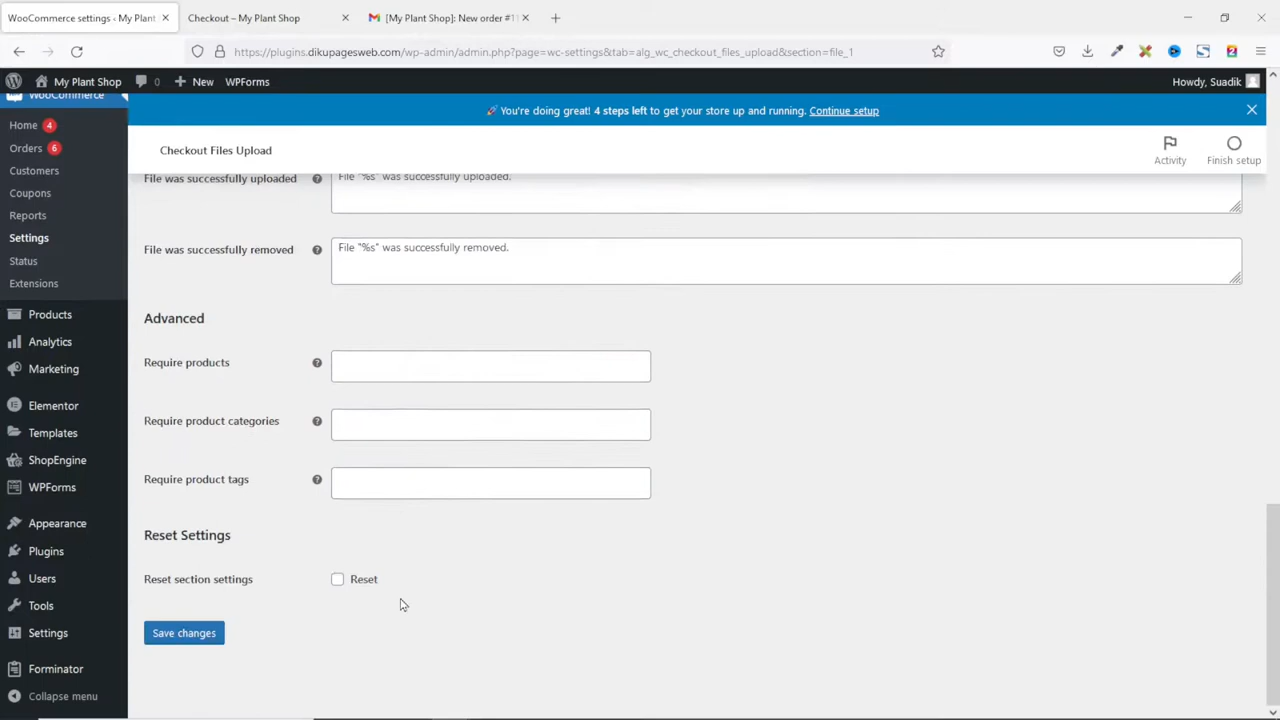 WooCommerce settings ‹ My Plant
Checkout – My Plant Shop
[My Plant Shop]: New order #1
https://plugins.dikupagesweb.com/wp-admin/admin.php?page=wc-settings&tab=alg_wc_checkout_files_upload&section=file_1
My Plant Shop
0
New
WPForms
Howdy, Suadik
WooCommerce
🚀 You're doing great! 4 steps left to get your store up and running. Continue setup
Home 4
Orders 6
Customers
Coupons
Reports
Settings
Status
Extensions
Products
Analytics
Marketing
Elementor
Templates
ShopEngine
WPForms
Appearance
Plugins
Users
Tools
Settings
Forminator
Collapse menu
Checkout Files Upload
Activity
Finish setup
File was successfully uploaded
File "%s" was successfully uploaded.
File was successfully removed
File "%s" was successfully removed.
Advanced
Require products
Require product categories
Require product tags
Reset Settings
Reset section settings
Reset
Save changes